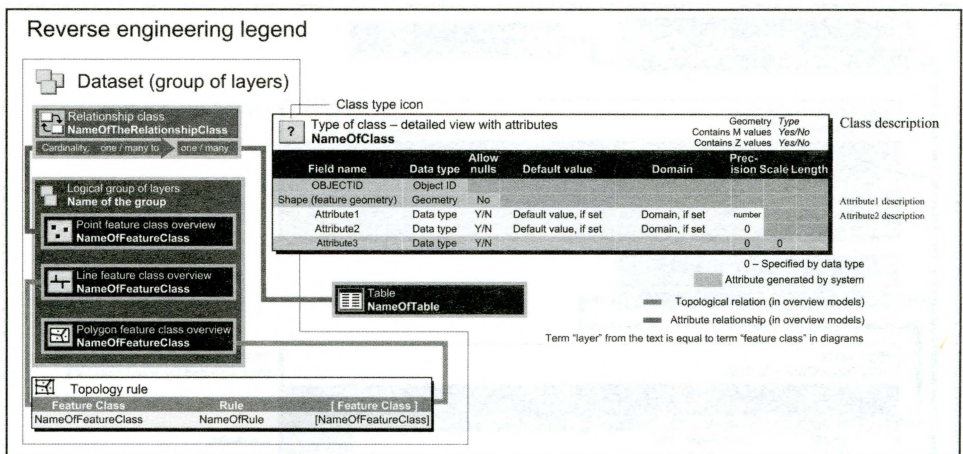 Reverse engineering legend
Dataset (group of layers)
Relationship class
NameOfTheRelationshipClass
Cardinality: one / many to one / many
Logical group of layers
Name of the group
Point feature class overview
NameOfFeatureClass
Line feature class overview
NameOfFeatureClass
Polygon feature class overview
NameOfFeatureClass
Topology rule
Feature Class Rule [ Feature Class ]
NameOfFeatureClass NameOfRule [NameOfFeatureClass]
Class type icon
? Type of class – detailed view with attributes
NameOfClass
Geometry Type
Contains M values Yes/No
Contains Z values Yes/No
Class description
Field name Data type Allow nulls Default value Domain Prec-ision Scale Length
OBJECTID Object ID
Shape (feature geometry) Geometry No
Attribute1 Data type Y/N Default value, if set Domain, if set number
Attribute2 Data type Y/N Default value, if set Domain, if set 0
Attribute3 Data type Y/N 0 0
Attribute1 description
Attribute2 description
0 – Specified by data type
Attribute generated by system
Table
NameOfTable
Topological relation (in overview models)
Attribute relationship (in overview models)
Term “layer” from the text is equal to term “feature class” in diagrams